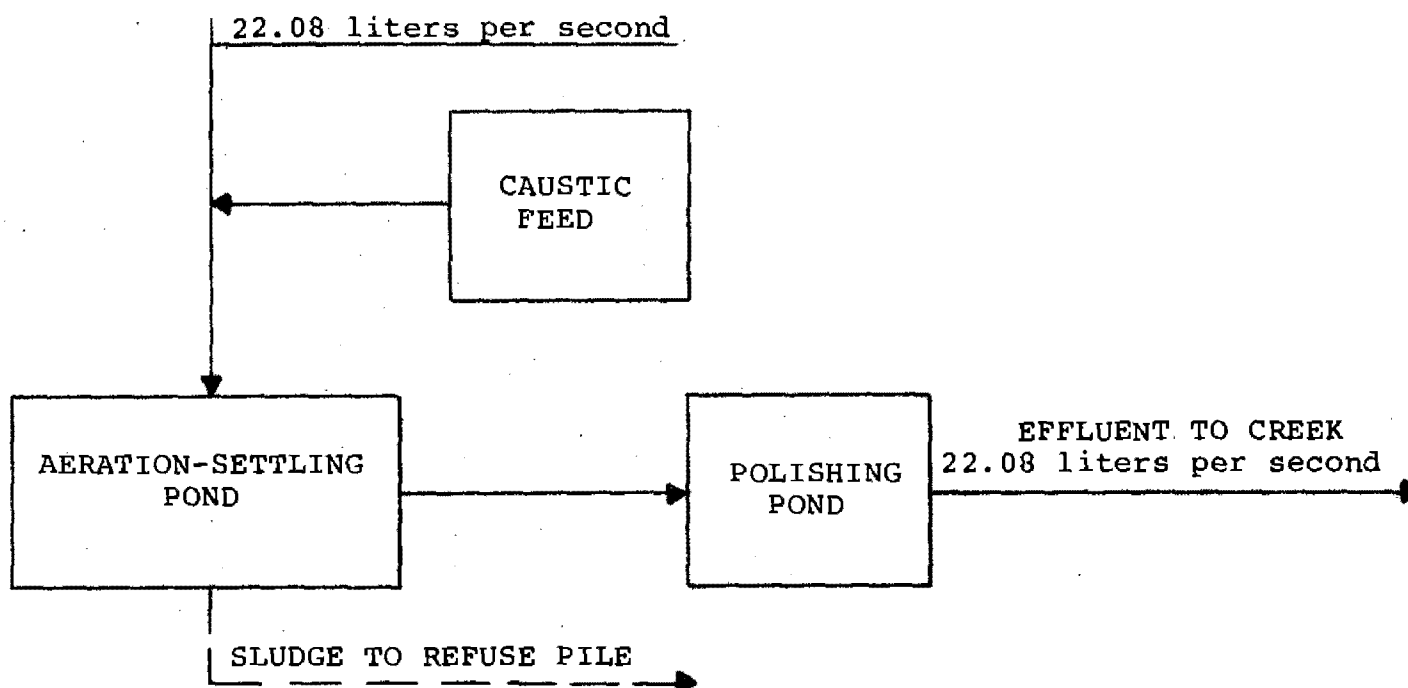 22.08 liters per second
CAUSTIC
FEED
AERATION-SETTLING
POND
POLISHING
POND
EFFLUENT TO CREEK
22.08 liters per second
SLUDGE TO REFUSE PILE